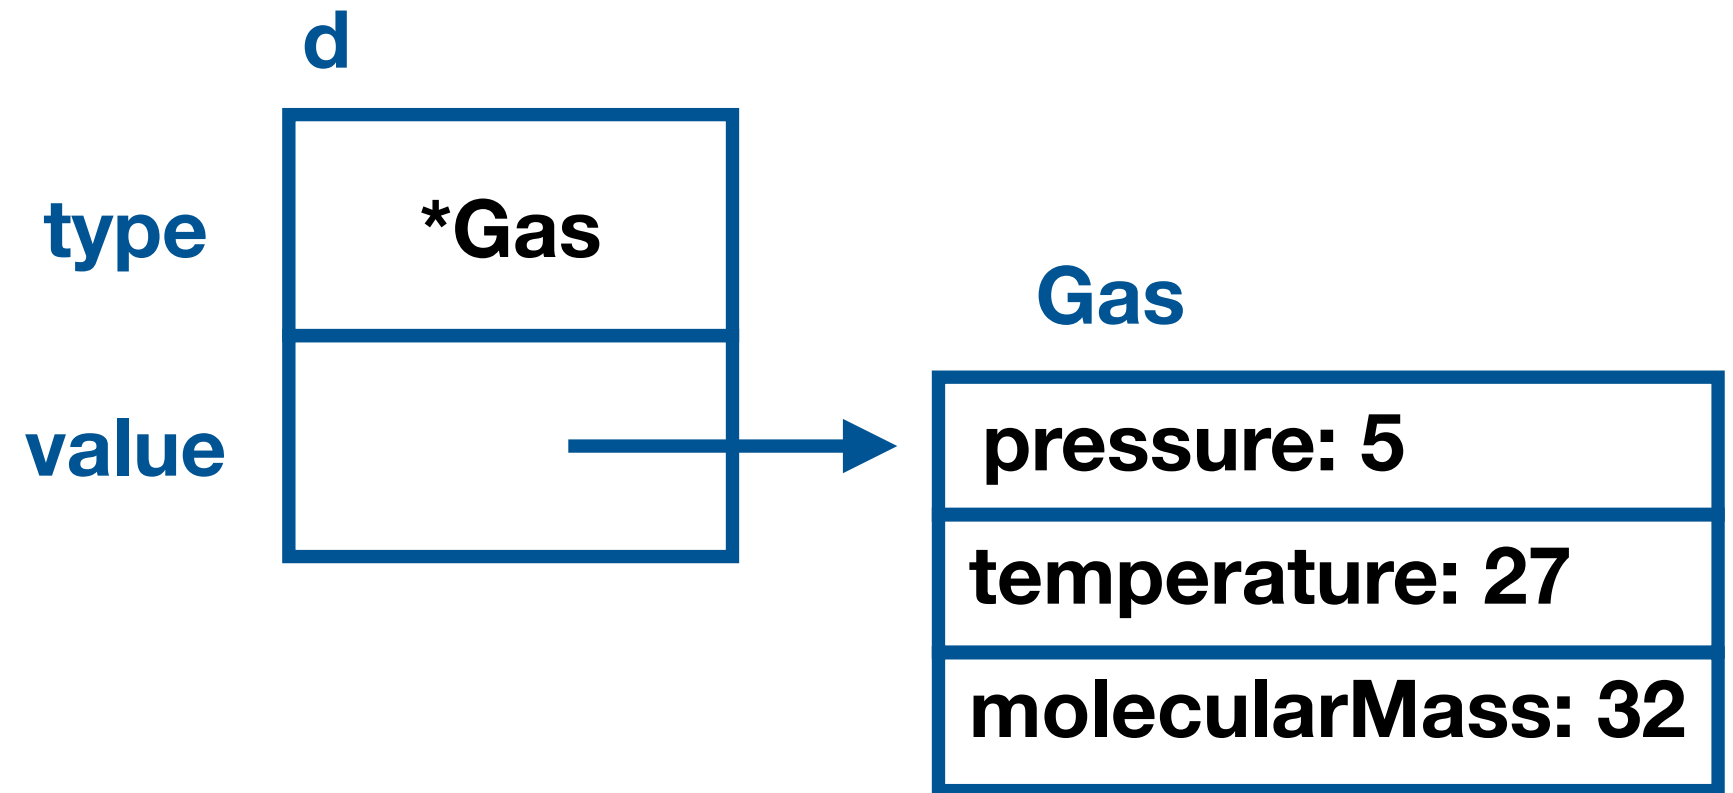 d
type
*Gas
value
Gas
pressure: 5
temperature: 27
molecularMass: 32